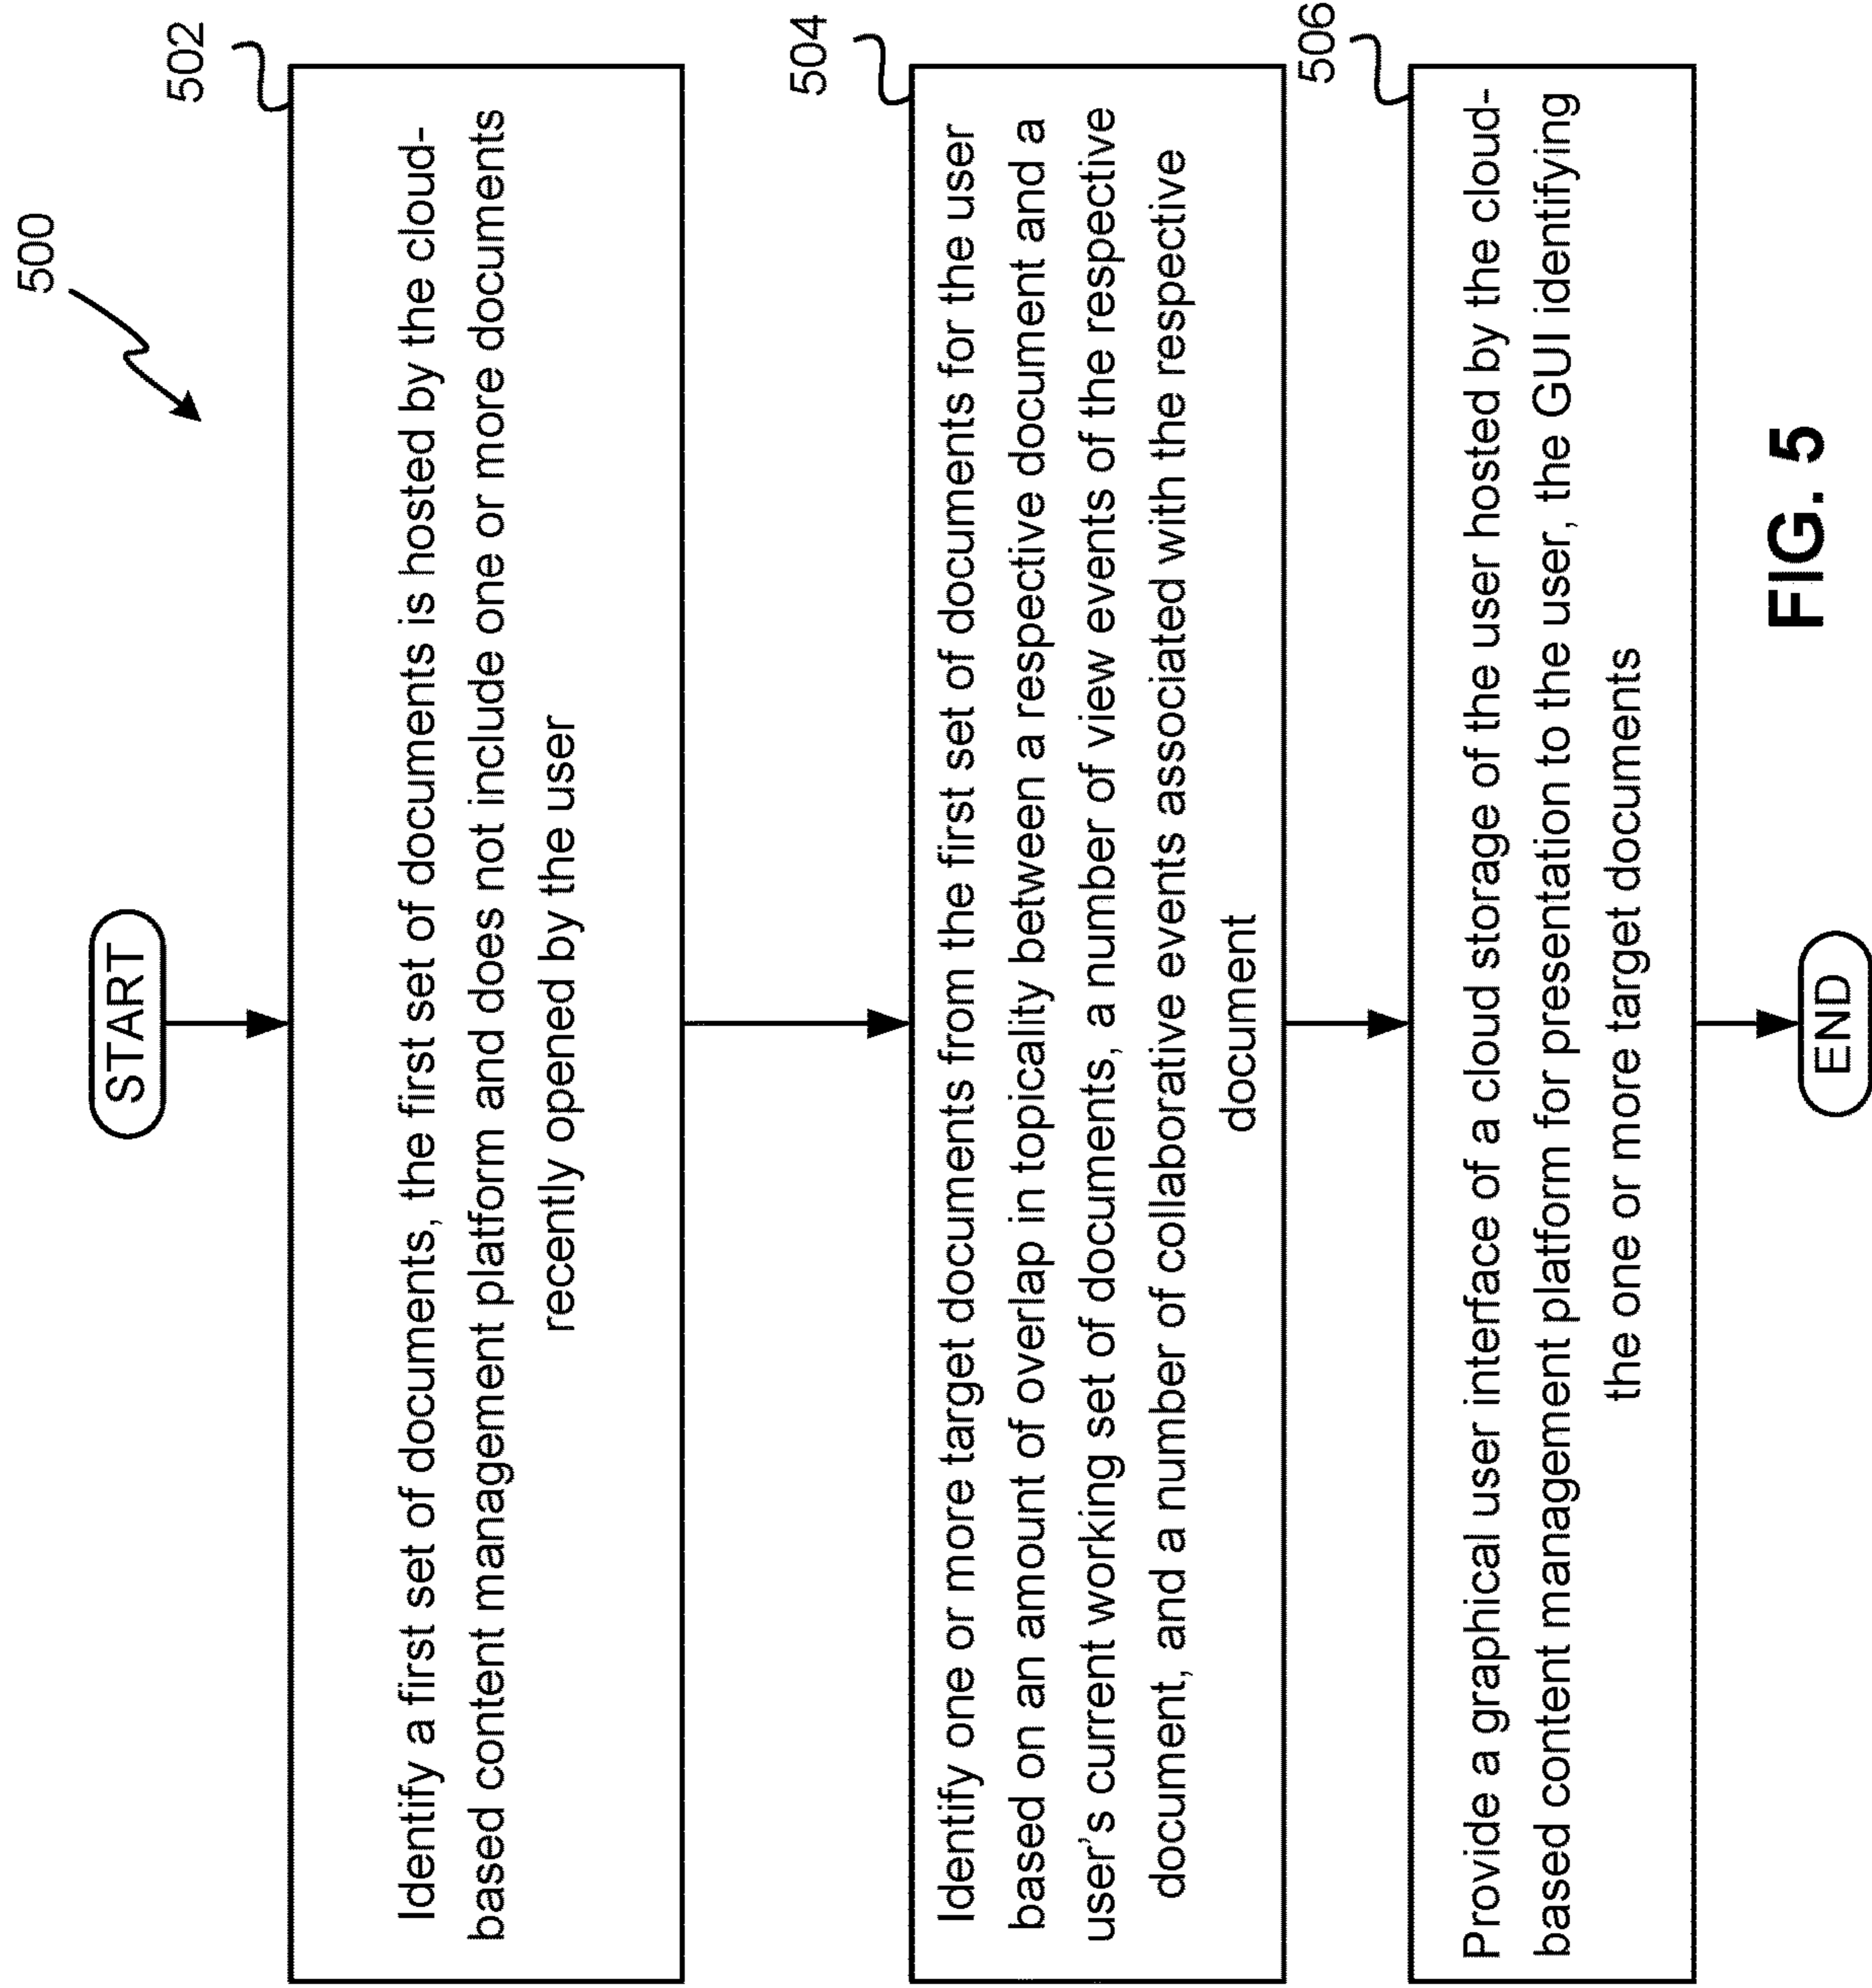 500
START
502
Identify a first set of documents, the first set of documents is hosted by the cloud-
based content management platform and does not include one or more documents
recently opened by the user
504
Identify one or more target documents from the first set of documents for the user
based on an amount of overlap in topicality between a respective document and a
user's current working set of documents, a number of view events of the respective
document, and a number of collaborative events associated with the respective
document
506
Provide a graphical user interface of a cloud storage of the user hosted by the cloud-
based content management platform for presentation to the user, the GUI identifying
the one or more target documents
END
FIG. 5